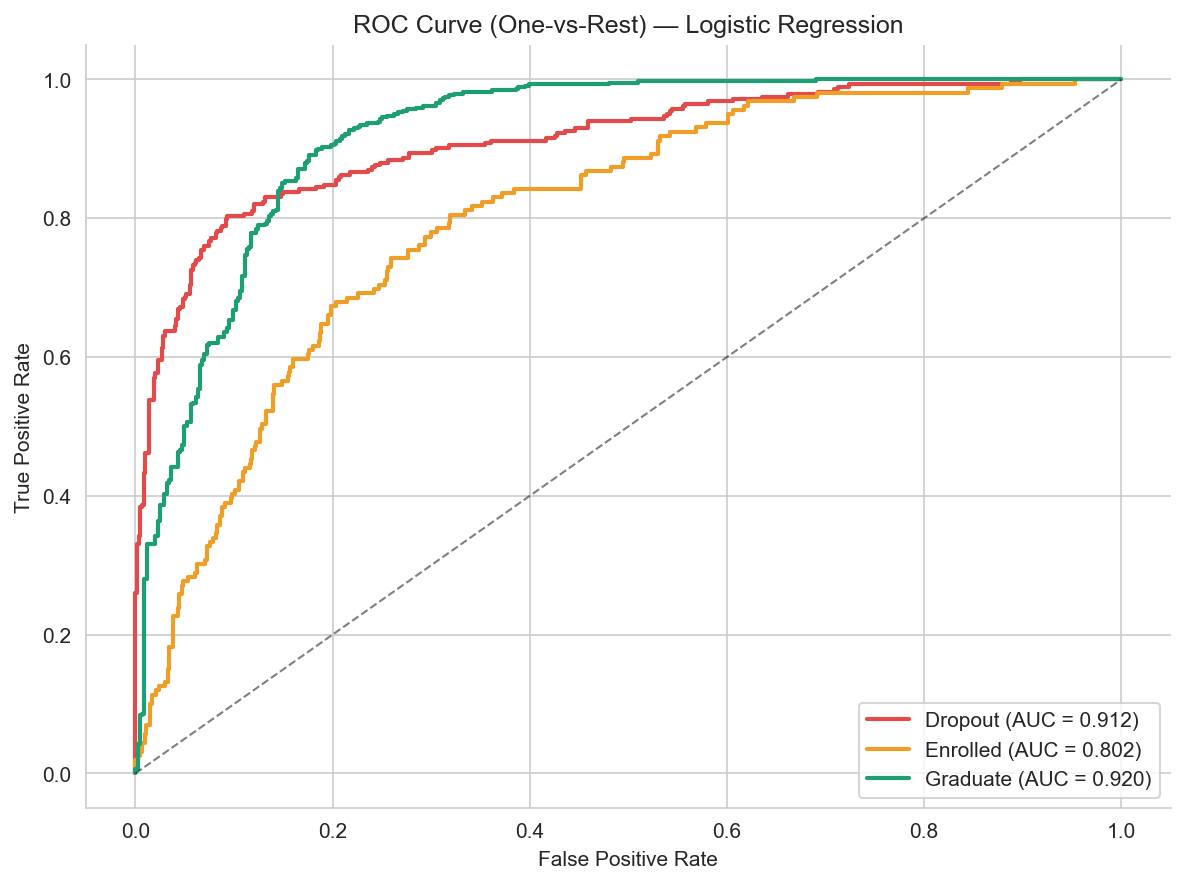 ROC Curve (One-vs-Rest) — Logistic Regression
True Positive Rate
1.0
0.8
0.6
0.4
0.2
0.0
Dropout (AUC = 0.912)
Enrolled (AUC = 0.802)
Graduate (AUC = 0.920)
0.0 0.2 0.4 0.6 0.8 1.0
False Positive Rate